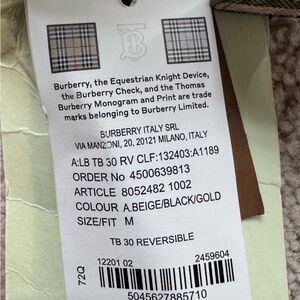 TB
Burberry, the Equestrian Knight Device,
the Burberry Check, and the Thomas
Burberry Monogram and Print are trade
marks belonging to Burberry Limited.
BURBERRY ITALY SRL
VIA MANZONI, 20, 20121 MILANO, ITALY
A:LB TB 30 RV CLF:132403:A1189
ORDER No 4500639813
ARTICLE 8052482 1002
COLOUR A.BEIGE/BLACK/GOLD
SIZE/FIT M
TB 30 REVERSIBLE
72Q
12201 02 2459604
5045627885710